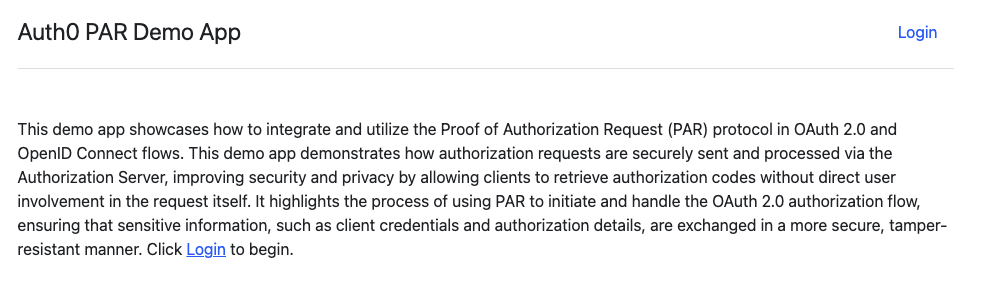 Auth0 PAR Demo App
Login
This demo app showcases how to integrate and utilize the Proof of Authorization Request (PAR) protocol in OAuth 2.0 and
OpenID Connect flows. This demo app demonstrates how authorization requests are securely sent and processed via the
Authorization Server, improving security and privacy by allowing clients to retrieve authorization codes without direct user
involvement in the request itself. It highlights the process of using PAR to initiate and handle the OAuth 2.0 authorization flow,
ensuring that sensitive information, such as client credentials and authorization details, are exchanged in a more secure, tamper-
resistant manner. Click Login to begin.